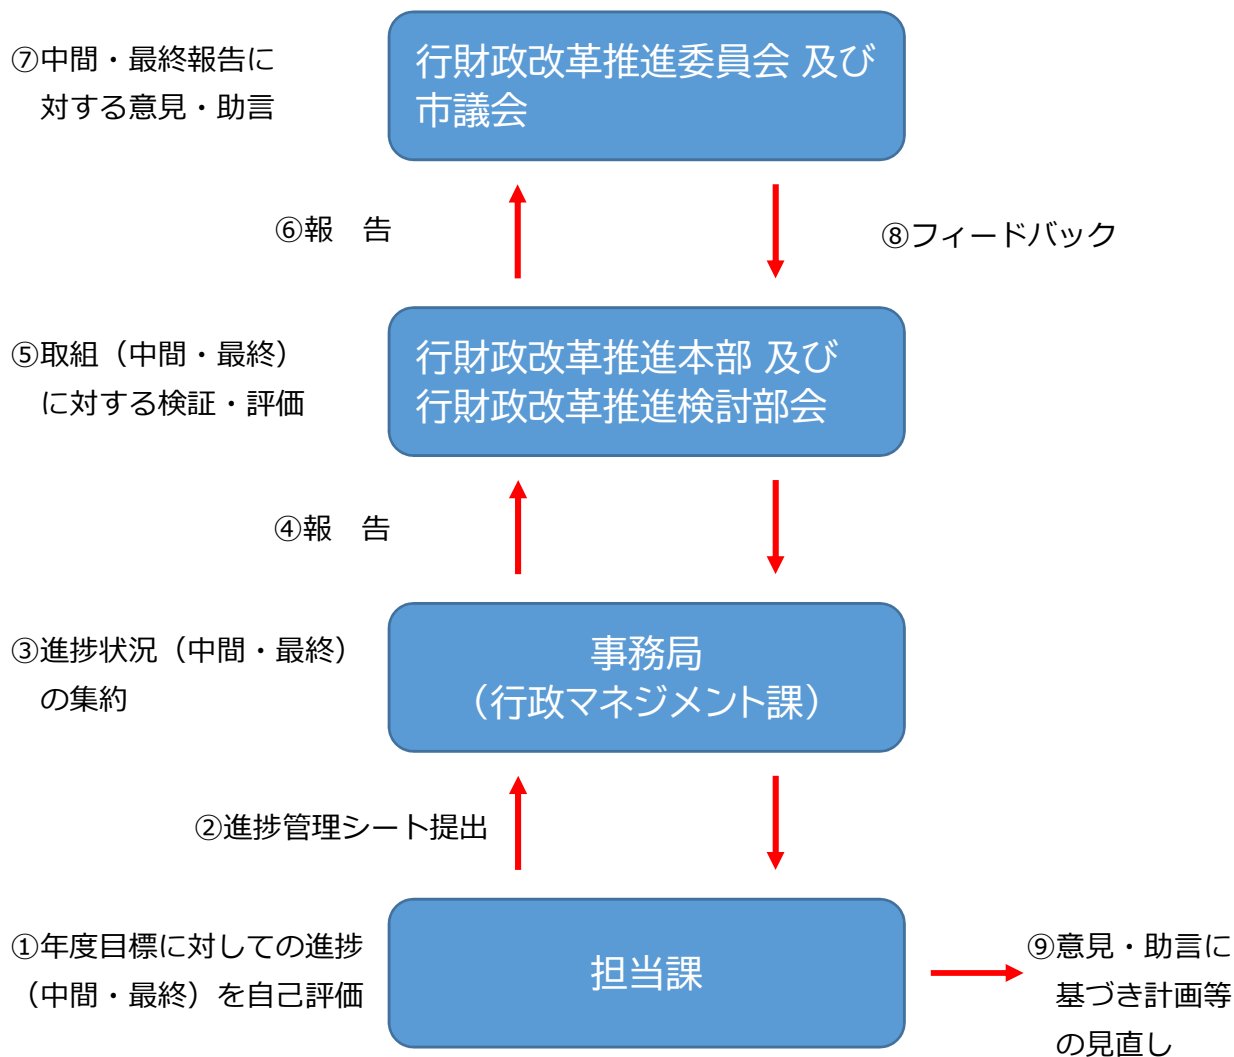 ⑦中間・最終報告に
対する意見・助言
行財政改革推進委員会 及び
市議会
⑥報　告
⑧フィードバック
⑤取組（中間・最終）
に対する検証・評価
行財政改革推進本部 及び
行財政改革推進検討部会
④報　告
③進捗状況（中間・最終）
の集約
事務局
（行政マネジメント課）
②進捗管理シート提出
①年度目標に対しての進捗
（中間・最終）を自己評価
担当課
⑨意見・助言に
基づき計画等
の見直し